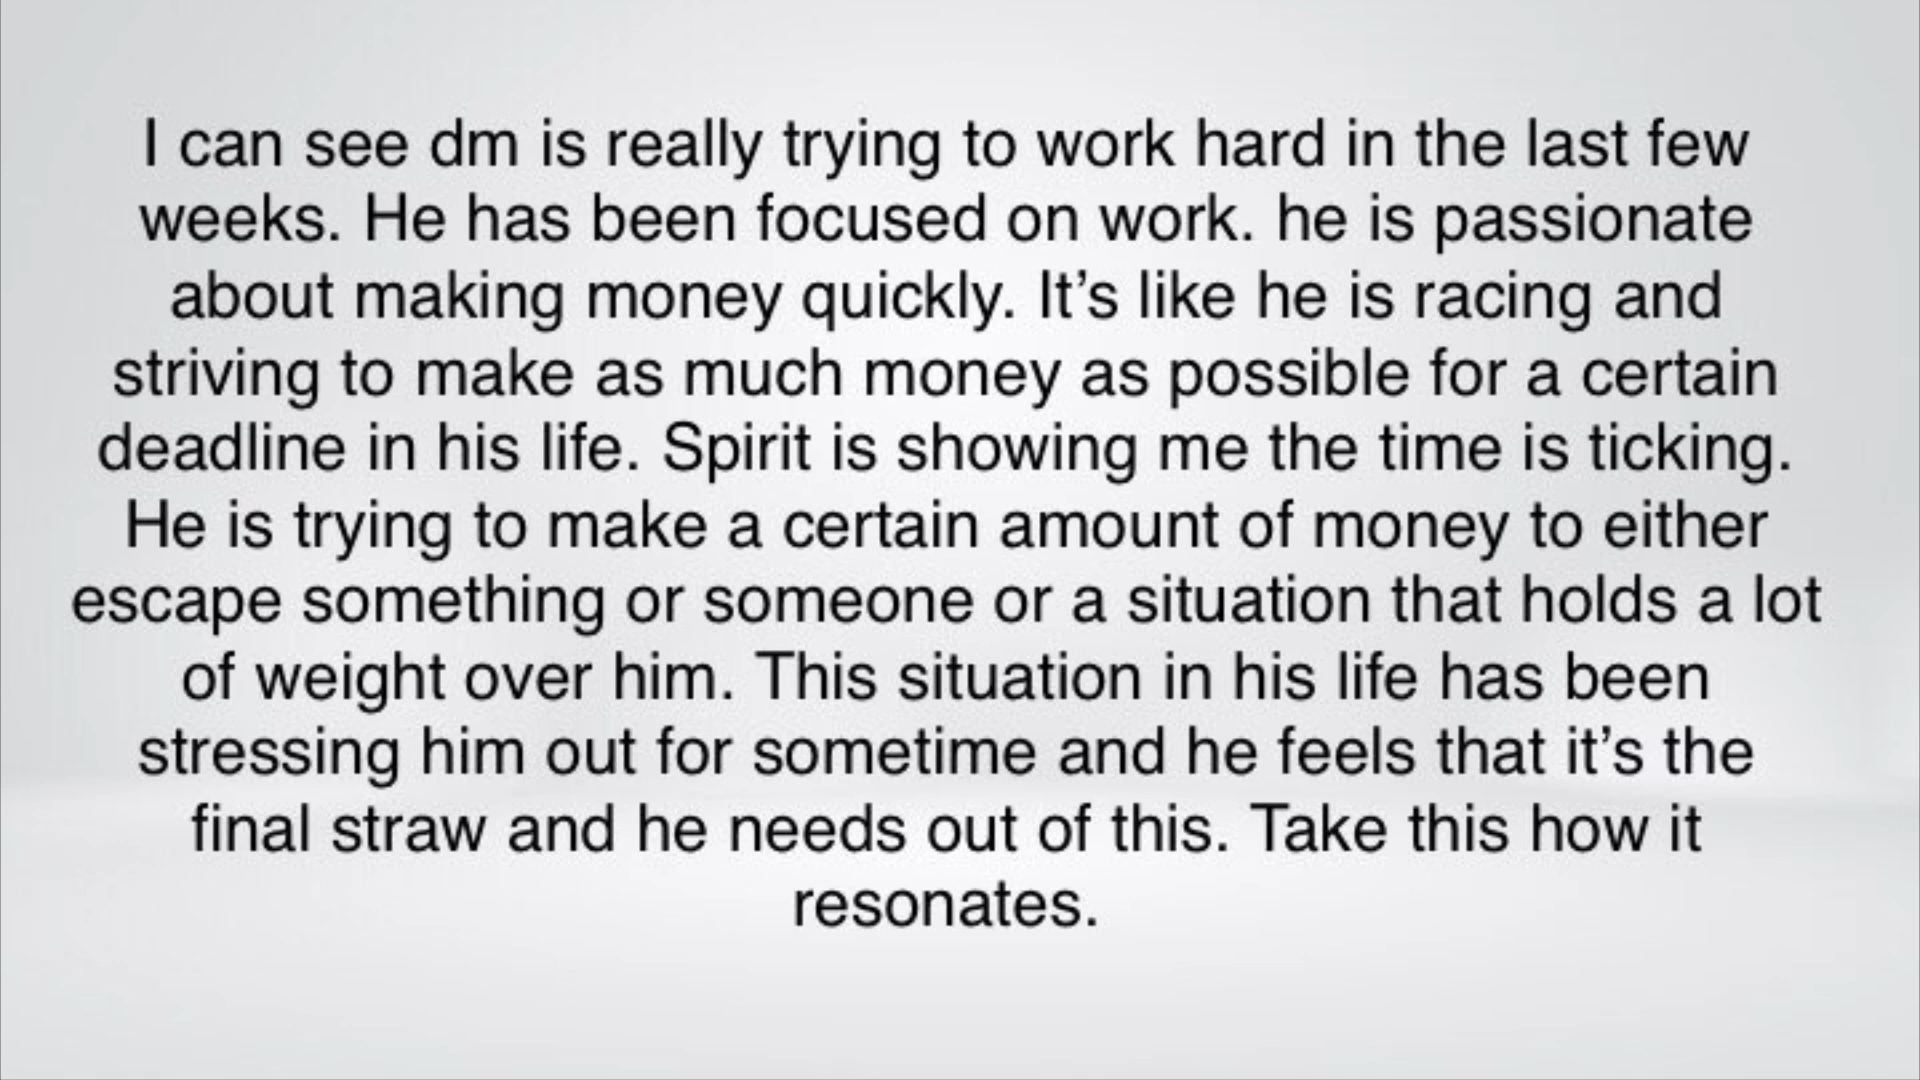 I can see dm is really trying to work hard in the last few
weeks. He has been focused on work. he is passionate
about making money quickly. It’s like he is racing and
striving to make as much money as possible for a certain
deadline in his life. Spirit is showing me the time is ticking.
He is trying to make a certain amount of money to either
escape something or someone or a situation that holds a lot
of weight over him. This situation in his life has been
stressing him out for sometime and he feels that it’s the
final straw and he needs out of this. Take this how it
resonates.